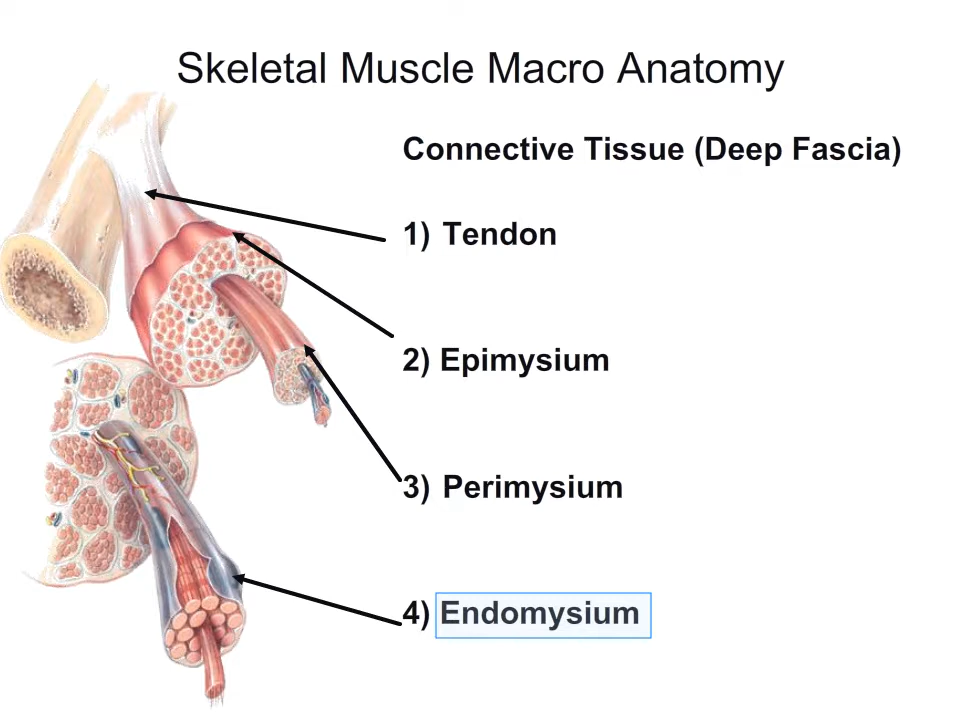 Skeletal Muscle Macro Anatomy
Connective Tissue (Deep Fascia)
1) Tendon
2) Epimysium
3) Perimysium
4) Endomysium